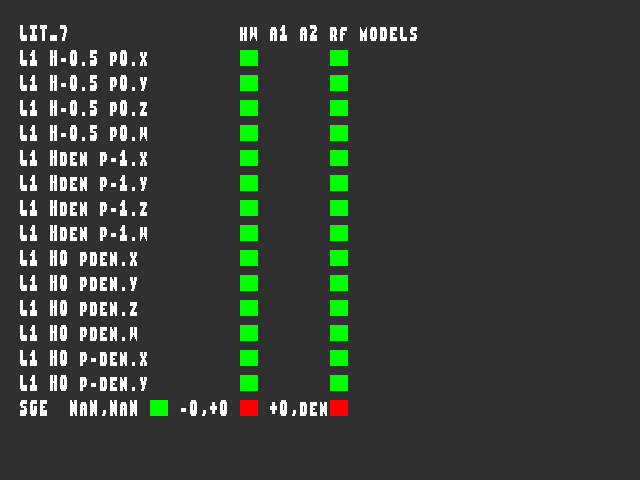 LIT_7 HW A1 A2 RF MODELS
L1 H-0.5 P0.X
L1 H-0.5 P0.Y
L1 H-0.5 P0.Z
L1 H-0.5 P0.W
L1 HDEN P-1.X
L1 HDEN P-1.Y
L1 HDEN P-1.Z
L1 HDEN P-1.W
L1 H0 PDEN.X
L1 H0 PDEN.Y
L1 H0 PDEN.Z
L1 H0 PDEN.W
L1 H0 P-DEN.X
L1 H0 P-DEN.Y
SGE NAN,NAN -0,+0 +0,DEN